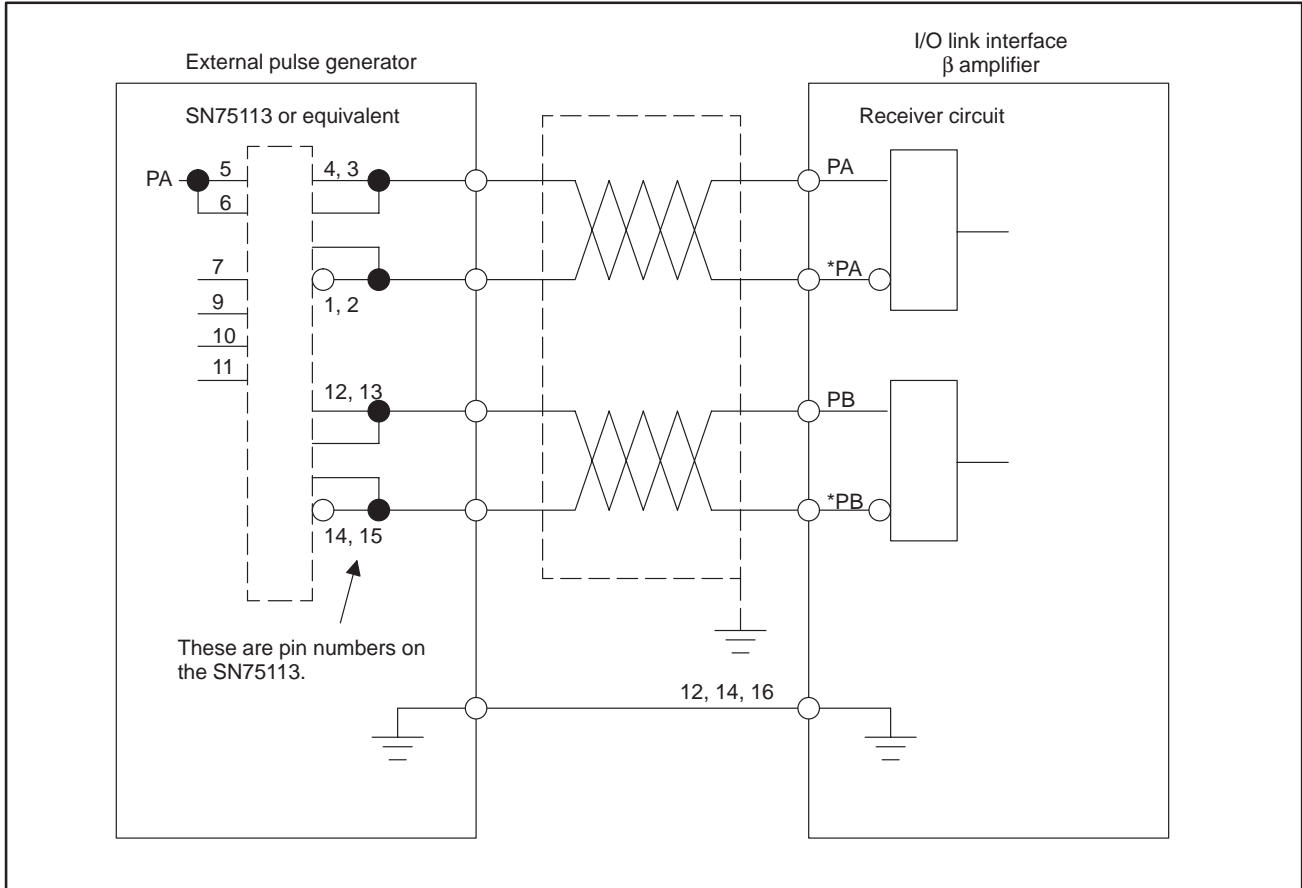 External pulse generator
I/O link interface
β amplifier
SN75113 or equivalent
Receiver circuit
PA
5
6
4, 3
PA
7
1, 2
*PA
9
10
11
12, 13
PB
14, 15
*PB
These are pin numbers on
the SN75113.
12, 14, 16